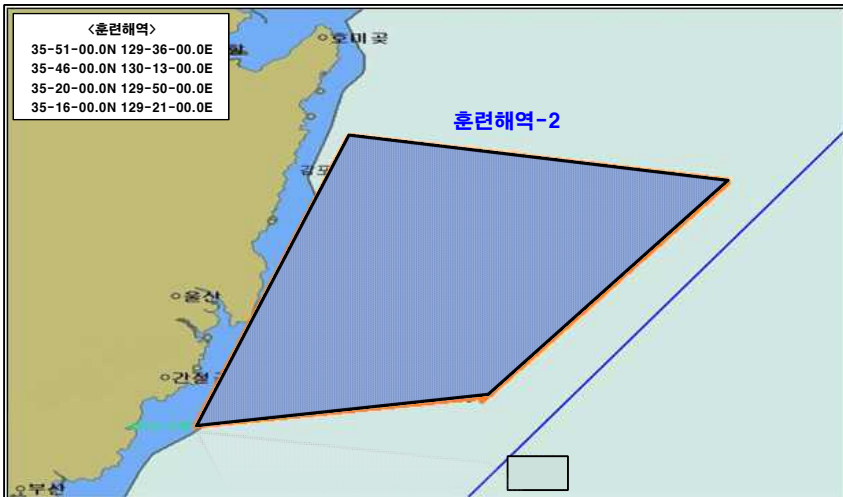 <훈련해역>
35-51-00.0N 129-36-00.0E
35-46-00.0N 130-13-00.0E
35-20-00.0N 129-50-00.0E
35-16-00.0N 129-21-00.0E
호미곶
항
훈련해역-2
감포
울산
간절
부산